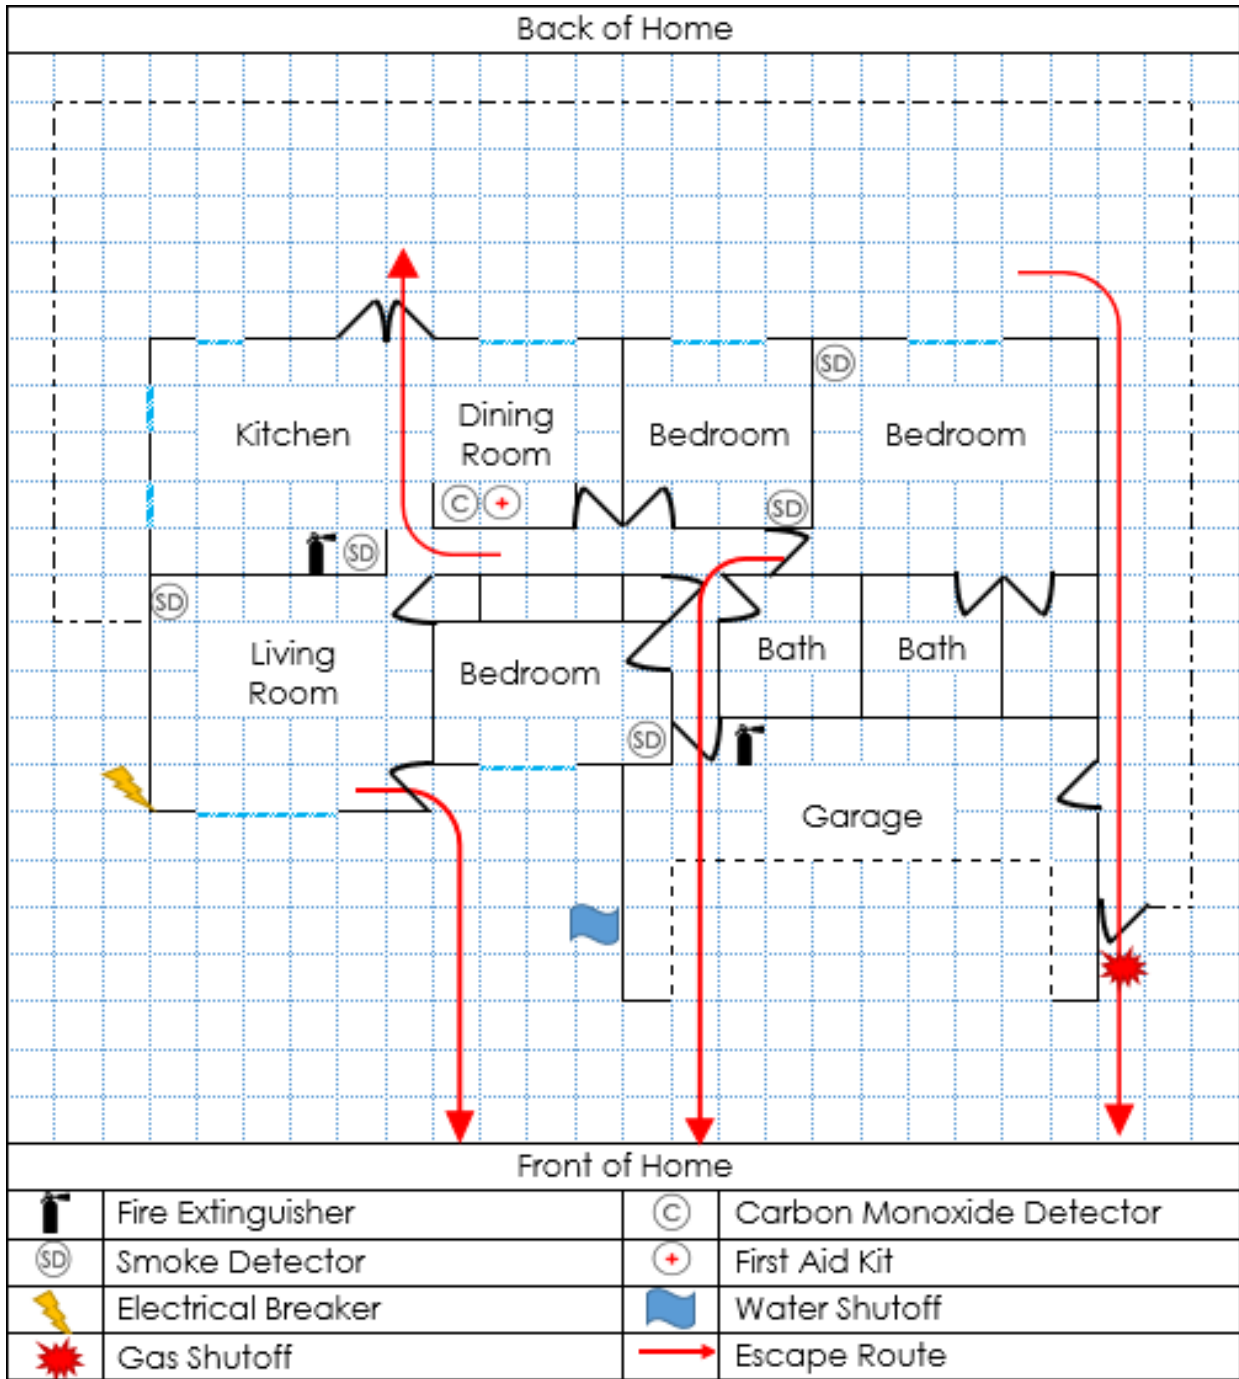 Back of Home
SD
Kitchen
Dining
Room
Bedroom
Bedroom
C
SD
SD
SD
Living
Room
Bedroom
Bath
Bath
SD
Garage
Front of Home
Fire Extinguisher
C
Carbon Monoxide Detector
SD
Smoke Detector
First Aid Kit
Electrical Breaker
Water Shutoff
Gas Shutoff
Escape Route